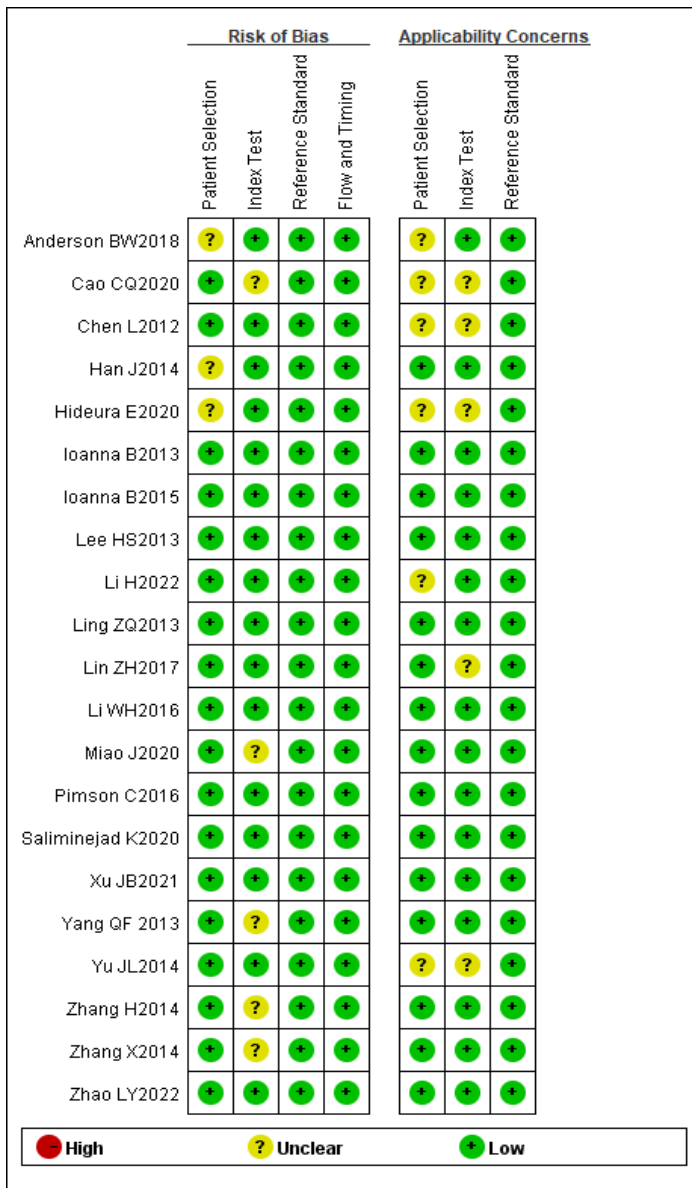 Risk of Bias Applicability Concerns
Patient Selection
Index Test
Reference Standard
Flow and Timing
Patient Selection
Index Test
Reference Standard
Anderson BW2018 ? + + + ? + +
Cao CQ2020 + ? + + ? ? +
Chen L2012 + + + + ? ? +
Han J2014 ? + + + + + +
Hideura E2020 ? + + + ? ? +
Ioanna B2013 + + + + + + +
Ioanna B2015 + + + + + + +
Lee HS2013 + + + + + + +
Li H2022 + + + + ? + +
Ling ZQ2013 + + + + + + +
Lin ZH2017 + + + + + ? +
Li WH2016 + + + + + + +
Miao J2020 + ? + + + + +
Pimson C2016 + + + + + + +
Saliminejad K2020 + + + + + + +
Xu JB2021 + + + + + + +
Yang QF 2013 + ? + + + + +
Yu JL2014 + + + + ? ? +
Zhang H2014 + ? + + + + +
Zhang X2014 + ? + + + + +
Zhao LY2022 + + + + + + +
- High ? Unclear + Low